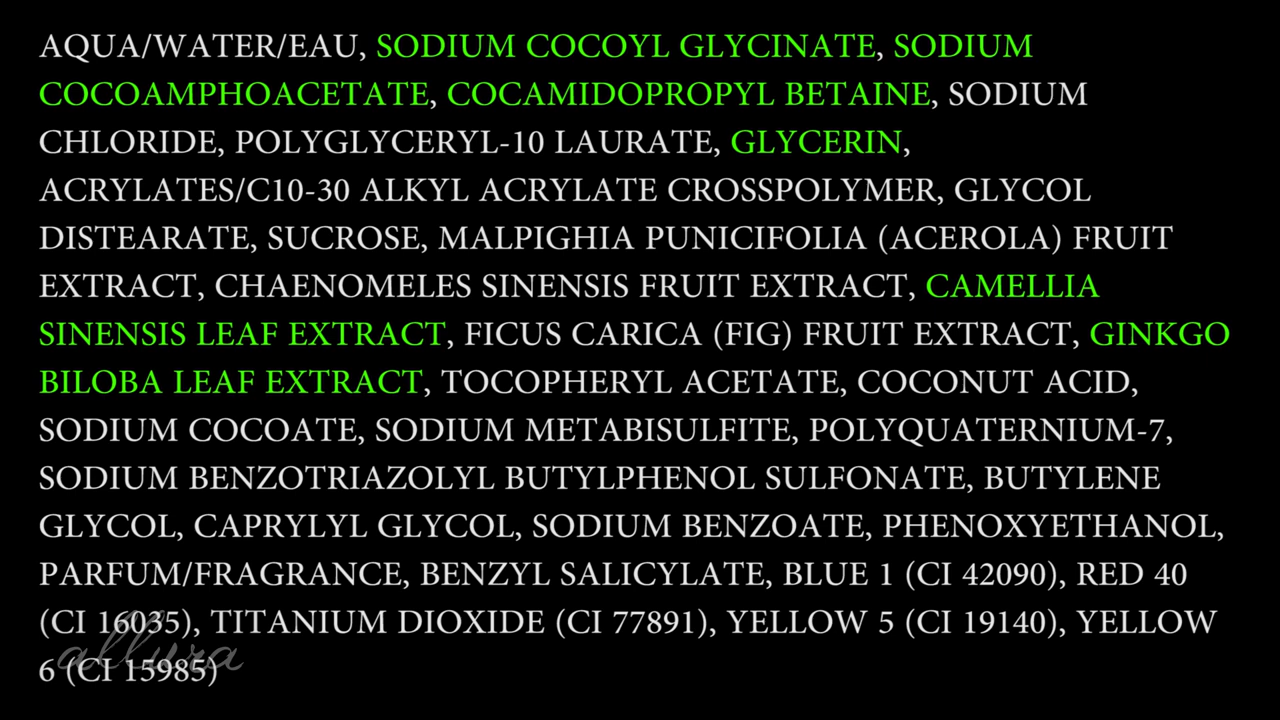 AQUA/WATER/EAU, SODIUM COCOYL GLYCINATE, SODIUM
COCOAMPHOACETATE, COCAMIDOPROPYL BETAINE, SODIUM
CHLORIDE, POLYGLYCERYL-10 LAURATE, GLYCERIN,
ACRYLATES/C10-30 ALKYL ACRYLATE CROSSPOLYMER, GLYCOL
DISTEARATE, SUCROSE, MALPIGHIA PUNICIFOLIA (ACEROLA) FRUIT
EXTRACT, CHAENOMELES SINENSIS FRUIT EXTRACT, CAMELLIA
SINENSIS LEAF EXTRACT, FICUS CARICA (FIG) FRUIT EXTRACT, GINKGO
BILOBA LEAF EXTRACT, TOCOPHERYL ACETATE, COCONUT ACID,
SODIUM COCOATE, SODIUM METABISULFITE, POLYQUATERNIUM-7,
SODIUM BENZOTRIAZOLYL BUTYLPHENOL SULFONATE, BUTYLENE
GLYCOL, CAPRYLYL GLYCOL, SODIUM BENZOATE, PHENOXYETHANOL,
PARFUM/FRAGRANCE, BENZYL SALICYLATE, BLUE 1 (CI 42090), RED 40
(CI 16035), TITANIUM DIOXIDE (CI 77891), YELLOW 5 (CI 19140), YELLOW
6 (CI 15985)
allura